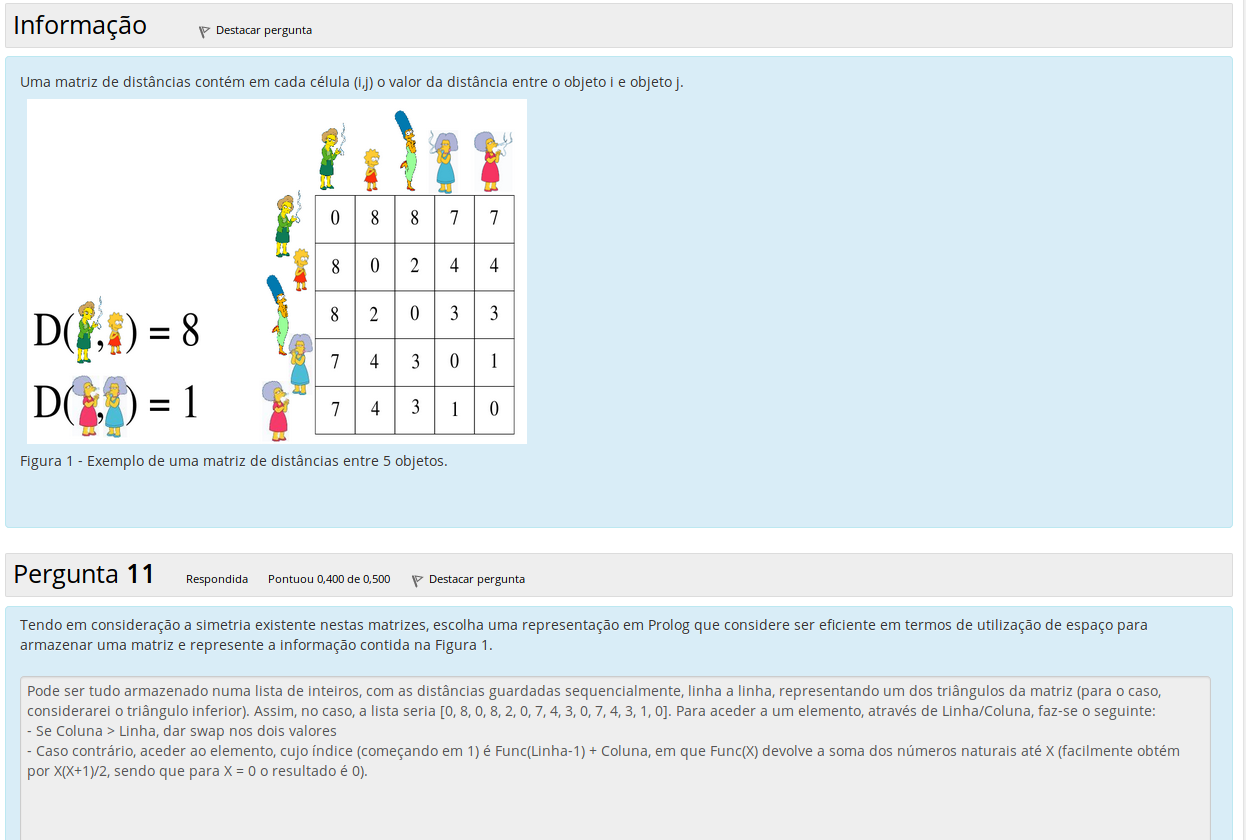 Informação
Destacar pergunta
Uma matriz de distâncias contém em cada célula (i,j) o valor da distância entre o objeto i e objeto j.
0 8 8 7 7
8 0 2 4 4
8 2 0 3 3
7 4 3 0 1
7 4 3 1 0
D( , ) = 8
D( , ) = 1
Figura 1 - Exemplo de uma matriz de distâncias entre 5 objetos.
Pergunta 11
Respondida
Pontuou 0,400 de 0,500
Destacar pergunta
Tendo em consideração a simetria existente nestas matrizes, escolha uma representação em Prolog que considere ser eficiente em termos de utilização de espaço para
armazenar uma matriz e represente a informação contida na Figura 1.
Pode ser tudo armazenado numa lista de inteiros, com as distâncias guardadas sequencialmente, linha a linha, representando um dos triângulos da matriz (para o caso,
considerarei o triângulo inferior). Assim, no caso, a lista seria [0, 8, 0, 8, 2, 0, 7, 4, 3, 0, 7, 4, 3, 1, 0]. Para aceder a um elemento, através de Linha/Coluna, faz-se o seguinte:
- Se Coluna > Linha, dar swap nos dois valores
- Caso contrário, aceder ao elemento, cujo índice (começando em 1) é Func(Linha-1) + Coluna, em que Func(X) devolve a soma dos números naturais até X (facilmente obtém
por X(X+1)/2, sendo que para X = 0 o resultado é 0).